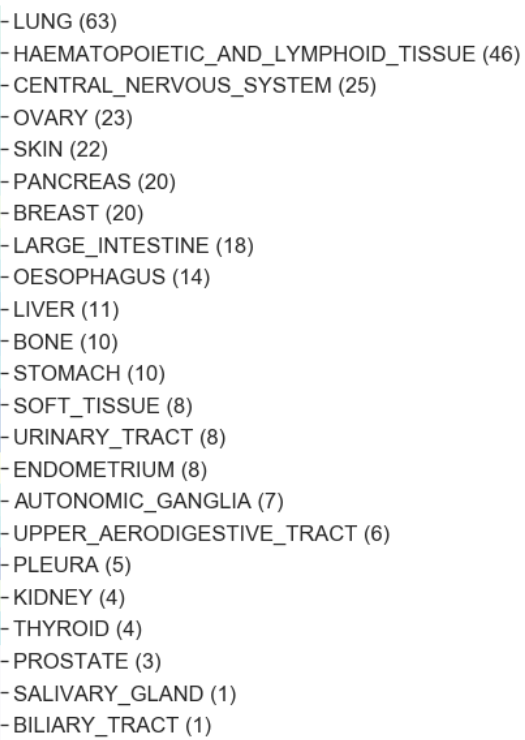 - LUNG (63)
- HAEMATOPOIETIC_AND_LYMPHOID_TISSUE (46)
- CENTRAL_NERVOUS_SYSTEM (25)
- OVARY (23)
- SKIN (22)
- PANCREAS (20)
- BREAST (20)
- LARGE_INTESTINE (18)
- OESOPHAGUS (14)
- LIVER (11)
- BONE (10)
- STOMACH (10)
- SOFT_TISSUE (8)
- URINARY_TRACT (8)
- ENDOMETRIUM (8)
- AUTONOMIC_GANGLIA (7)
- UPPER_AERODIGESTIVE_TRACT (6)
- PLEURA (5)
- KIDNEY (4)
- THYROID (4)
- PROSTATE (3)
- SALIVARY_GLAND (1)
- BILIARY_TRACT (1)